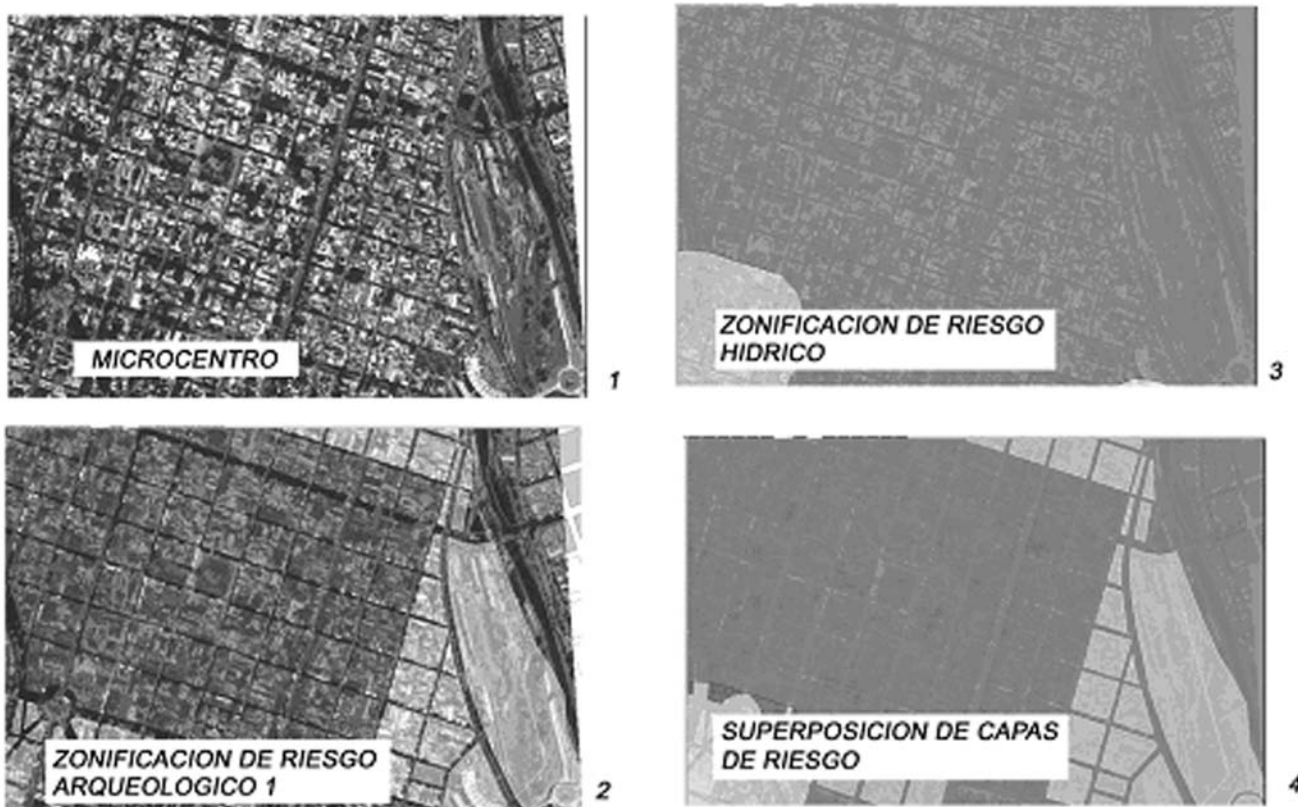 MICROCENTRO
1
ZONIFICACION DE RIESGO
HIDRICO
3
ZONIFICACION DE RIESGO
ARQUEOLOGICO 1
2
SUPERPOSICION DE CAPAS
DE RIESGO
4